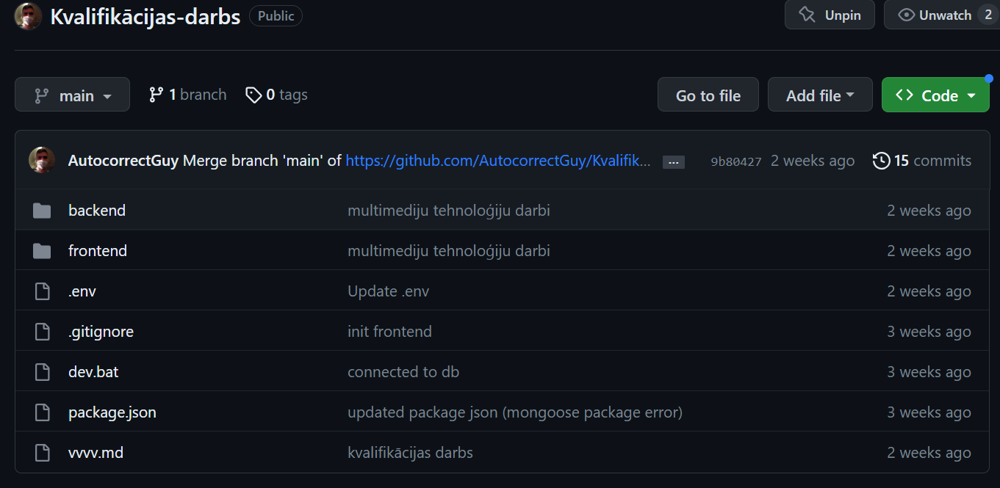 Kvalifikācijas-darbs Public Unpin Unwatch 2
main 1 branch 0 tags Go to file Add file Code
AutocorrectGuy Merge branch 'main' of https://github.com/AutocorrectGuy/Kvalifik... ... 9b80427 2 weeks ago 15 commits
backend multimediju tehnoloģiju darbi 2 weeks ago
frontend multimediju tehnoloģiju darbi 2 weeks ago
.env Update .env 2 weeks ago
.gitignore init frontend 3 weeks ago
dev.bat connected to db 3 weeks ago
package.json updated package json (mongoose package error) 3 weeks ago
vvvv.md kvalifikācijas darbs 2 weeks ago